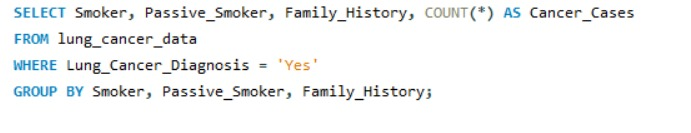 SELECT Smoker, Passive_Smoker, Family_History, COUNT(*) AS Cancer_Cases
FROM lung_cancer_data
WHERE Lung_Cancer_Diagnosis = 'Yes'
GROUP BY Smoker, Passive_Smoker, Family_History;